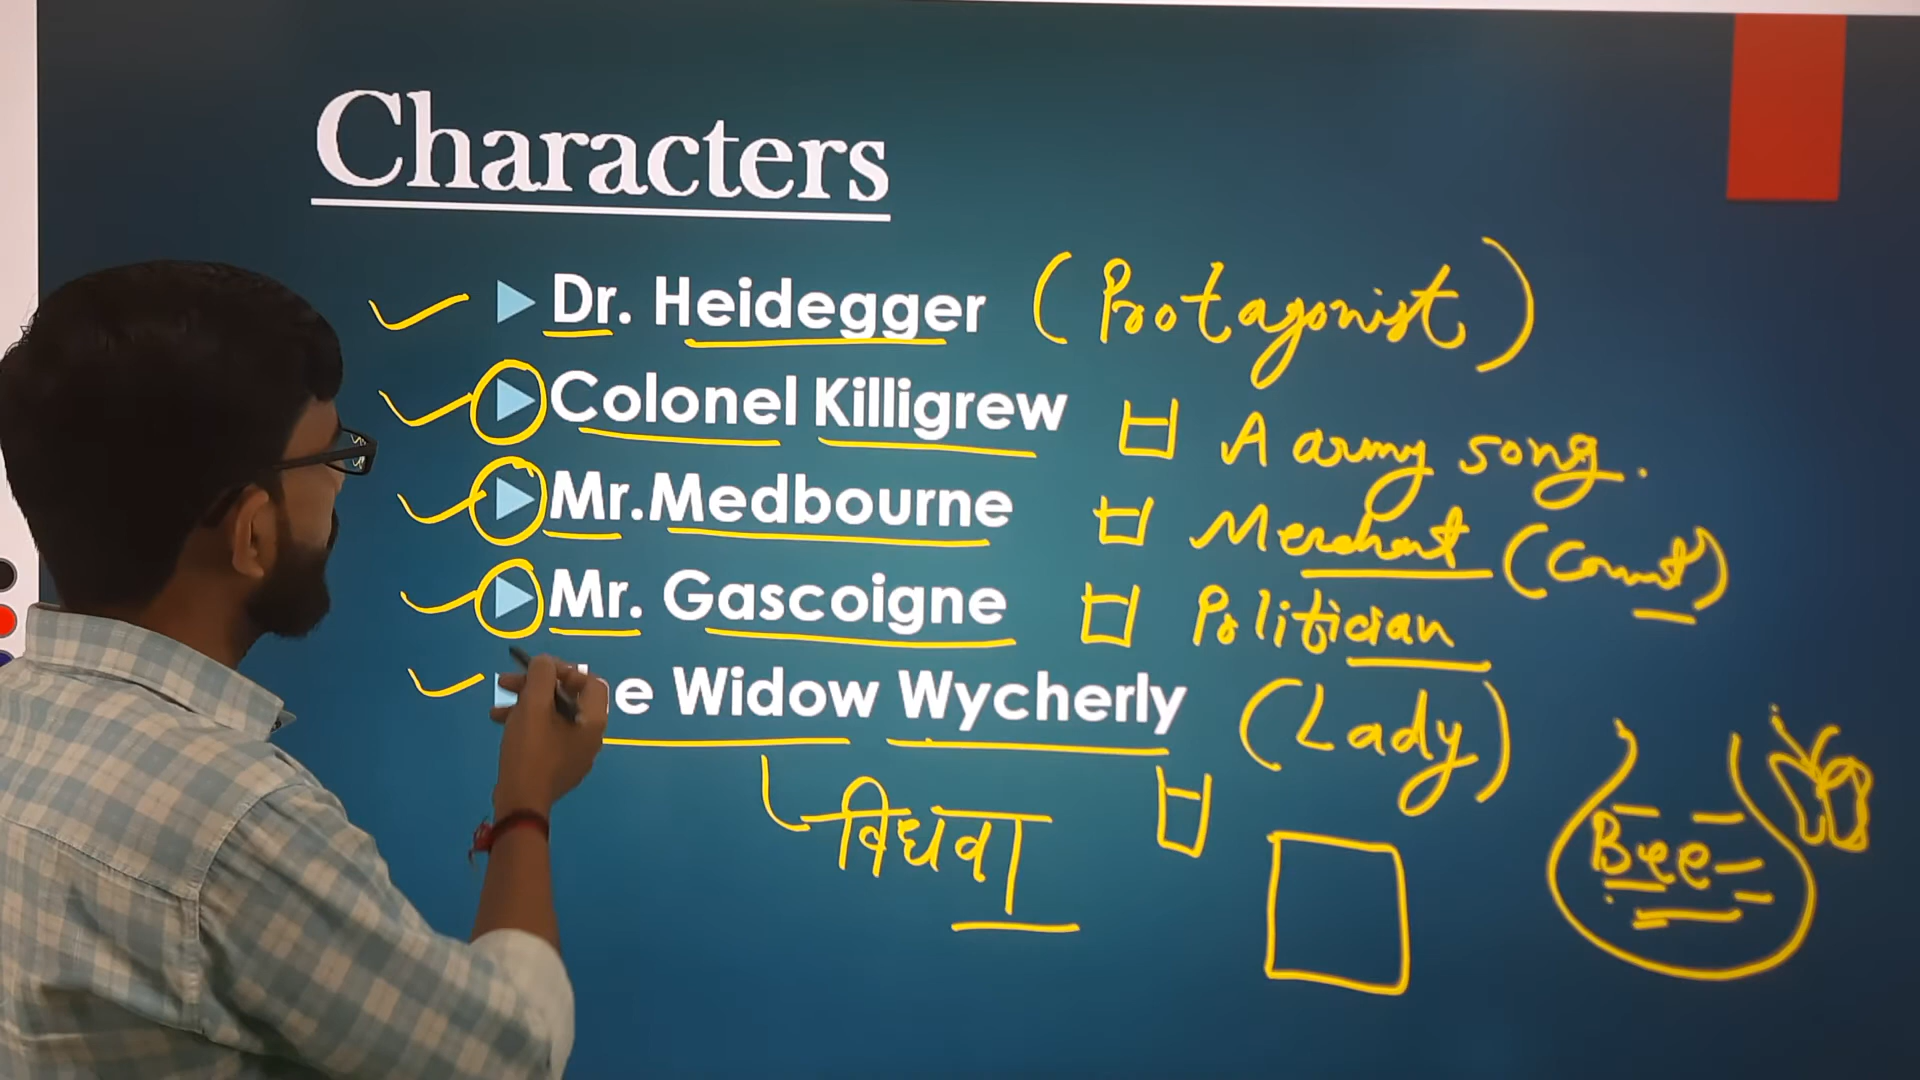 Characters
Dr. Heidegger (Protagonist)
Colonel Killigrew A army song.
Mr.Medbourne Merchant (Count)
Mr. Gascoigne Politician
Widow Wycherly (Lady)
विधवा
Bee